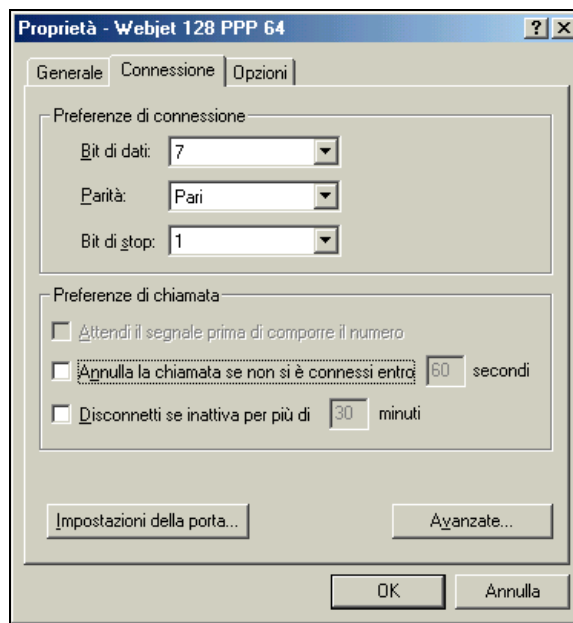 Proprietà - Webjet 128 PPP 64
Generale Connessione Opzioni
Preferenze di connessione
Bit di dati: 7
Parità: Pari
Bit di stop: 1
Preferenze di chiamata
Attendi il segnale prima di comporre il numero
Annulla la chiamata se non si è connessi entro 60 secondi
Disconnetti se inattiva per più di 30 minuti
Impostazioni della porta... Avanzate...
OK Annulla